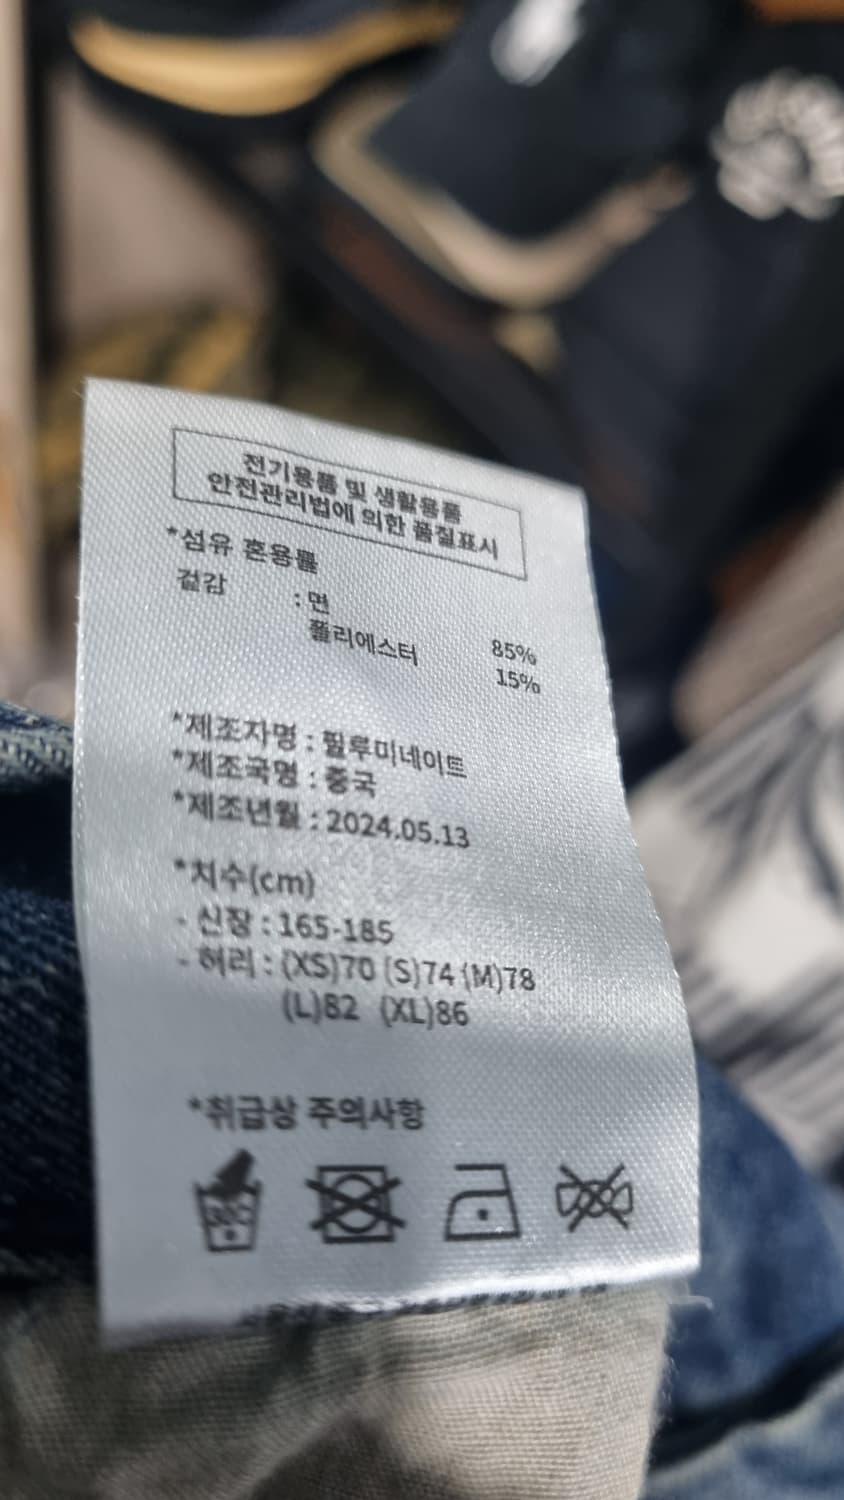 전기용품 및 생활용품
안전관리법에 의한 품질표시
*섬유 혼용률
겉감 : 면 85%
폴리에스터 15%
*제조자명 : 필루미네이트
*제조국명 : 중국
*제조년월 : 2024.05.13
*치수(cm)
- 신장 : 165-185
- 허리 : (XS)70 (S)74 (M)78
(L)82 (XL)86
*취급상 주의사항